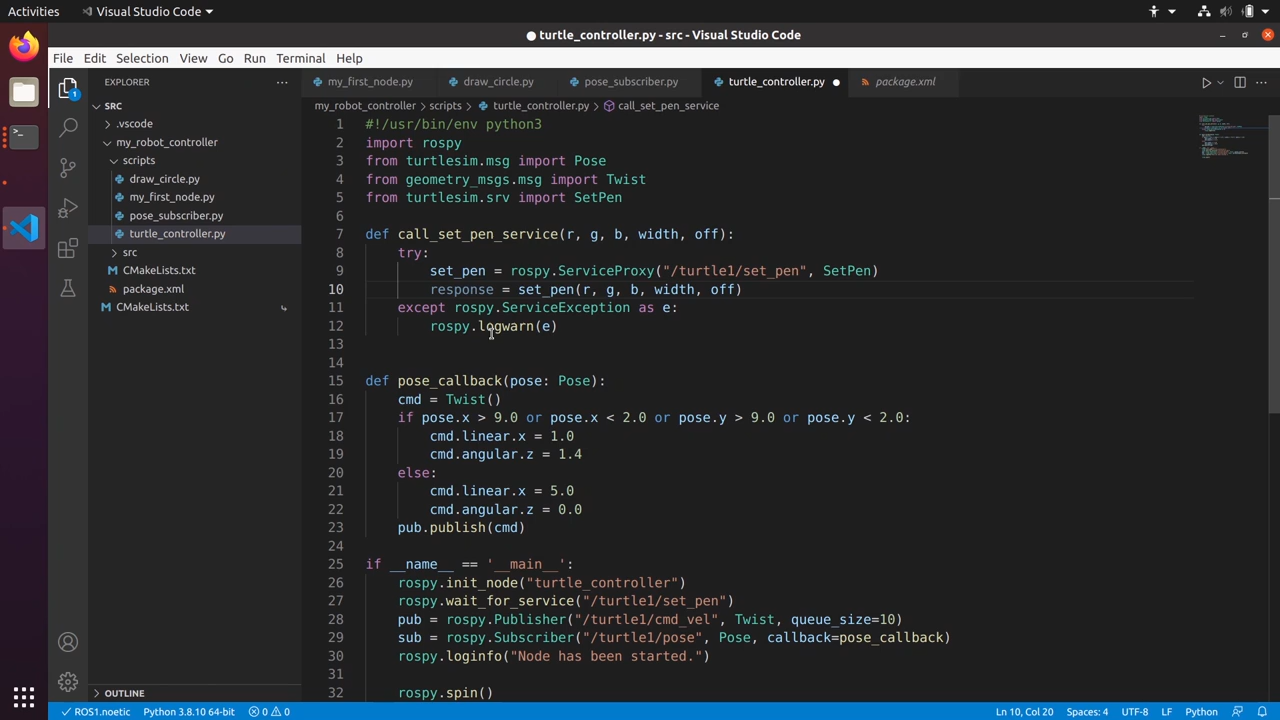 Activities Visual Studio Code
turtle_controller.py - src - Visual Studio Code
File Edit Selection View Go Run Terminal Help
EXPLORER
my_first_node.py draw_circle.py pose_subscriber.py turtle_controller.py package.xml
my_robot_controller > scripts > turtle_controller.py > call_set_pen_service
SRC
.vscode
my_robot_controller
scripts
draw_circle.py
my_first_node.py
pose_subscriber.py
turtle_controller.py
src
CMakeLists.txt
package.xml
CMakeLists.txt
OUTLINE
1 #!/usr/bin/env python3
2 import rospy
3 from turtlesim.msg import Pose
4 from geometry_msgs.msg import Twist
5 from turtlesim.srv import SetPen
6
7 def call_set_pen_service(r, g, b, width, off):
8 try:
9 set_pen = rospy.ServiceProxy("/turtle1/set_pen", SetPen)
10 response = set_pen(r, g, b, width, off)
11 except rospy.ServiceException as e:
12 rospy.logwarn(e)
13
14
15 def pose_callback(pose: Pose):
16 cmd = Twist()
17 if pose.x > 9.0 or pose.x < 2.0 or pose.y > 9.0 or pose.y < 2.0:
18 cmd.linear.x = 1.0
19 cmd.angular.z = 1.4
20 else:
21 cmd.linear.x = 5.0
22 cmd.angular.z = 0.0
23 pub.publish(cmd)
24
25 if __name__ == '__main__':
26 rospy.init_node("turtle_controller")
27 rospy.wait_for_service("/turtle1/set_pen")
28 pub = rospy.Publisher("/turtle1/cmd_vel", Twist, queue_size=10)
29 sub = rospy.Subscriber("/turtle1/pose", Pose, callback=pose_callback)
30 rospy.loginfo("Node has been started.")
31
32 rospy.spin()
ROS1.noetic Python 3.8.10 64-bit 0 0 Ln 10, Col 20 Spaces: 4 UTF-8 LF Python